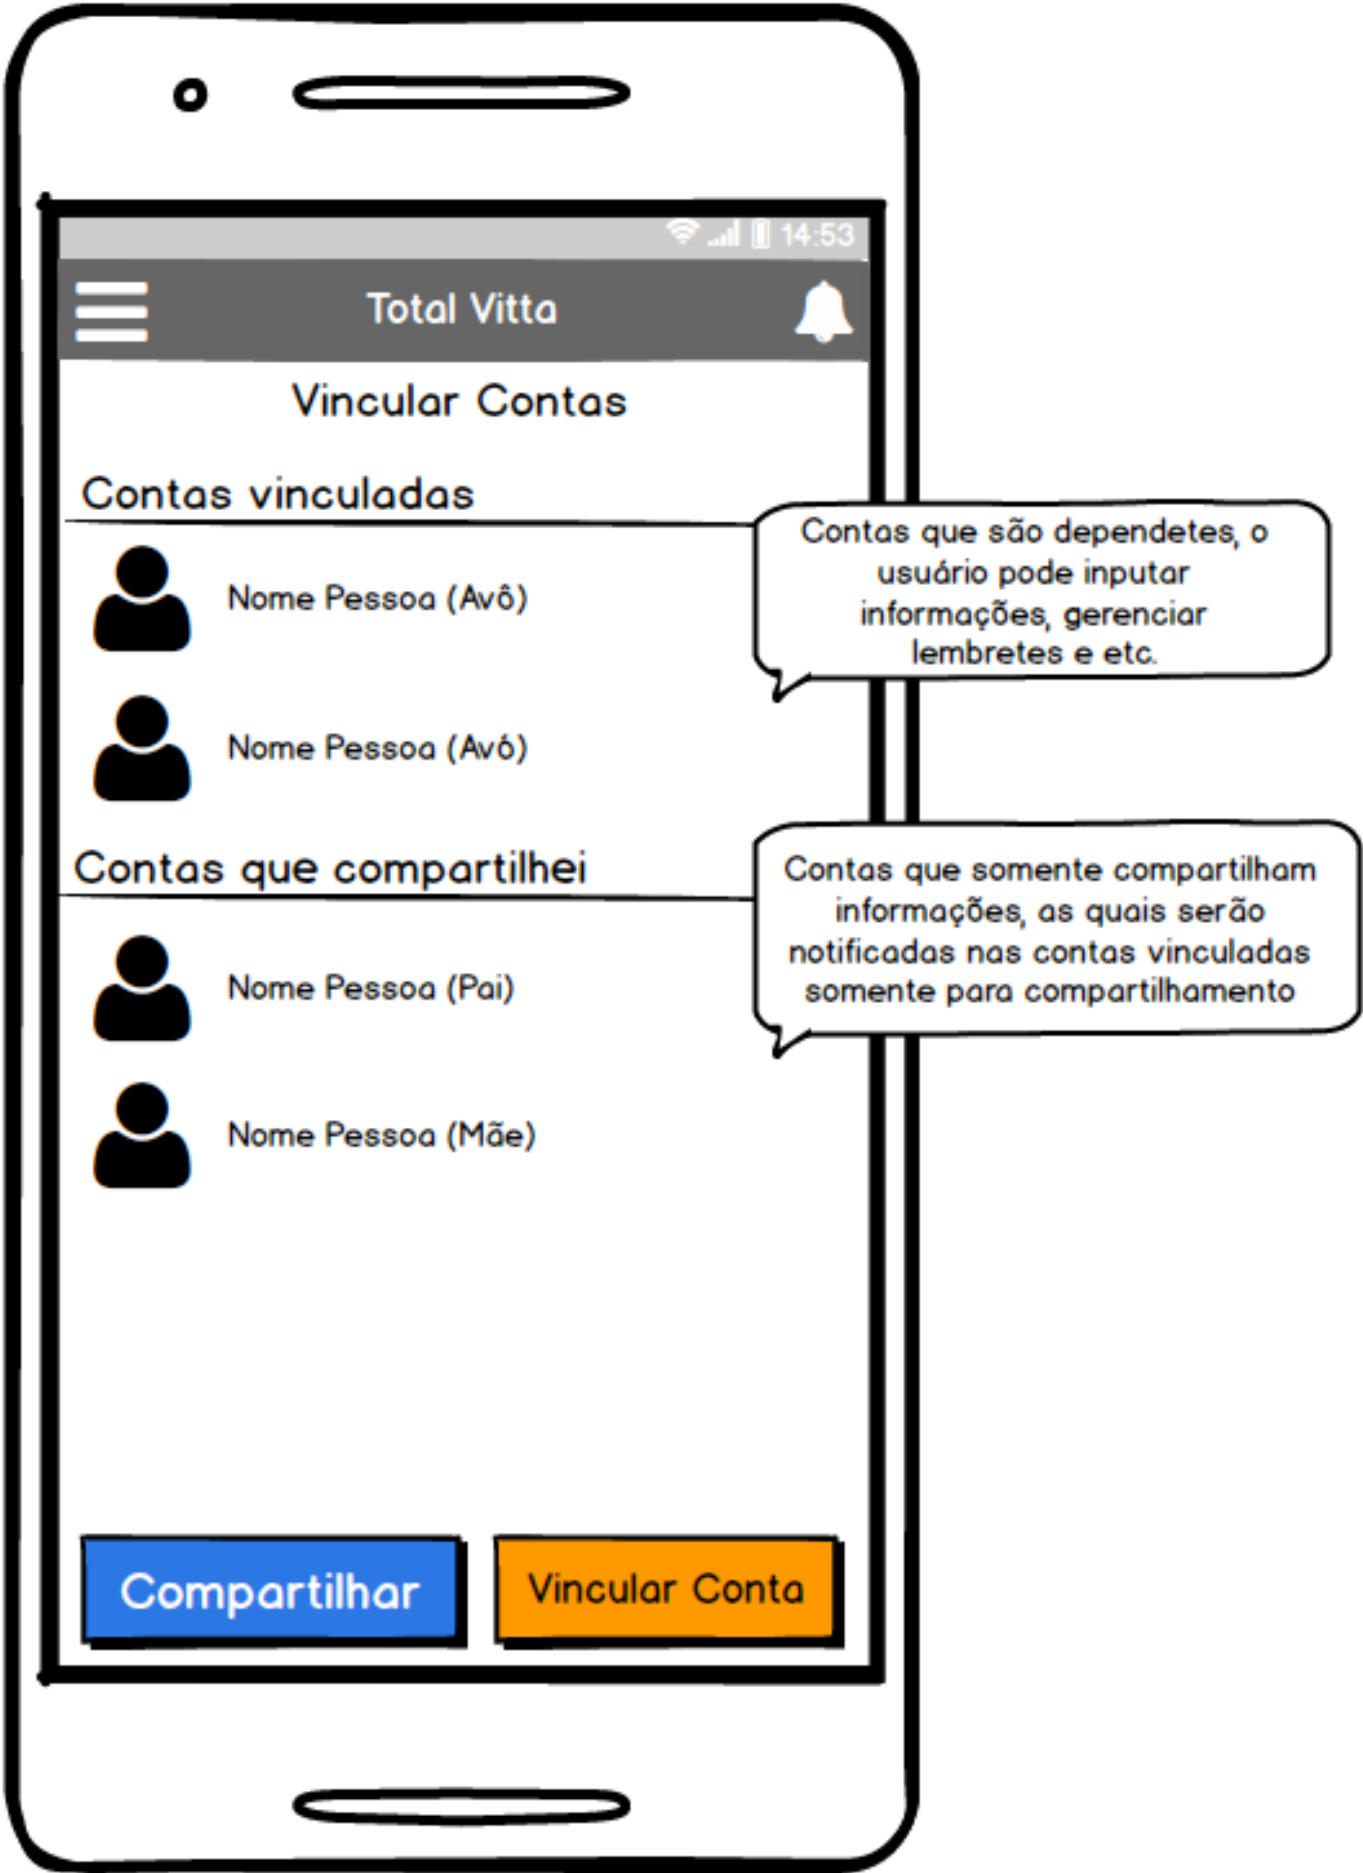 14:53
Total Vitta
Vincular Contas
Contas vinculadas
Contas que são dependetes, o
usuário pode inputar
informações, gerenciar
lembretes e etc.
Nome Pessoa (Avô)
Nome Pessoa (Avó)
Contas que compartilhei
Contas que somente compartilham
informações, as quais serão
notificadas nas contas vinculadas
somente para compartilhamento
Nome Pessoa (Pai)
Nome Pessoa (Mãe)
Compartilhar
Vincular Conta